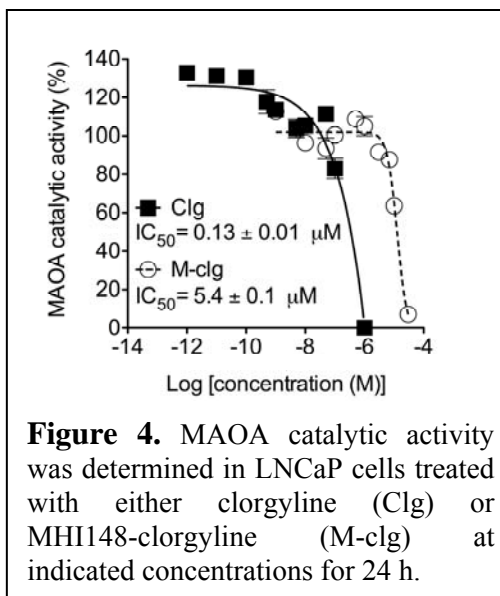 MAOA catalytic activity (%)
140
120
100
80
60
40
20
0
Clg
IC50= 0.13 ± 0.01 μM
M-clg
IC50= 5.4 ± 0.1 μM
-14 -12 -10 -8 -6 -4
Log [concentration (M)]
Figure 4. MAOA catalytic activity
was determined in LNCaP cells treated
with either clorgyline (Clg) or
MHI148-clorgyline (M-clg) at
indicated concentrations for 24 h.